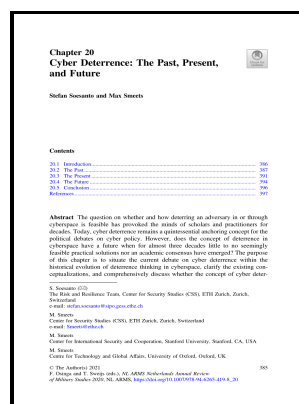 Chapter 20
Cyber Deterrence: The Past, Present,
and Future
Stefan Soesanto and Max Smeets
Contents
20.1 Introduction 386
20.2 The Past 387
20.3 The Present 391
20.4 The Future 394
20.5 Conclusion 396
References 397
Abstract The question on whether and how deterring an adversary in or through
cyberspace is feasible has provoked the minds of scholars and practitioners for
decades. Today, cyber deterrence remains a quintessential anchoring concept for the
political debates on cyber policy. However, does the concept of deterrence in
cyberspace have a future when for almost three decades little to no seemingly
feasible practical solutions nor an academic consensus have emerged? The purpose
of this chapter is to situate the current debate on cyber deterrence within the
historical evolution of deterrence thinking in cyberspace, clarify the existing con-
ceptualizations, and comprehensively discuss whether the concept of cyber deter-
S. Soesanto (✉)
The Risk and Resilience Team, Center for Security Studies (CSS), ETH Zurich, Zurich,
Switzerland
e-mail: stefan.soesanto@sipo.gess.ethz.ch
M. Smeets
Center for Security Studies (CSS), ETH Zurich, Zurich, Switzerland
e-mail: Smeets@ethz.ch
M. Smeets
Center for International Security and Cooperation, Stanford University, Stanford, CA, USA
M. Smeets
Centre for Technology and Global Affairs, University of Oxford, Oxford, UK
© The Author(s) 2021 385
F. Osinga and T. Sweijs (eds.), NL ARMS Netherlands Annual Review
of Military Studies 2020, NL ARMS, https://doi.org/10.1007/978-94-6265-419-8_20